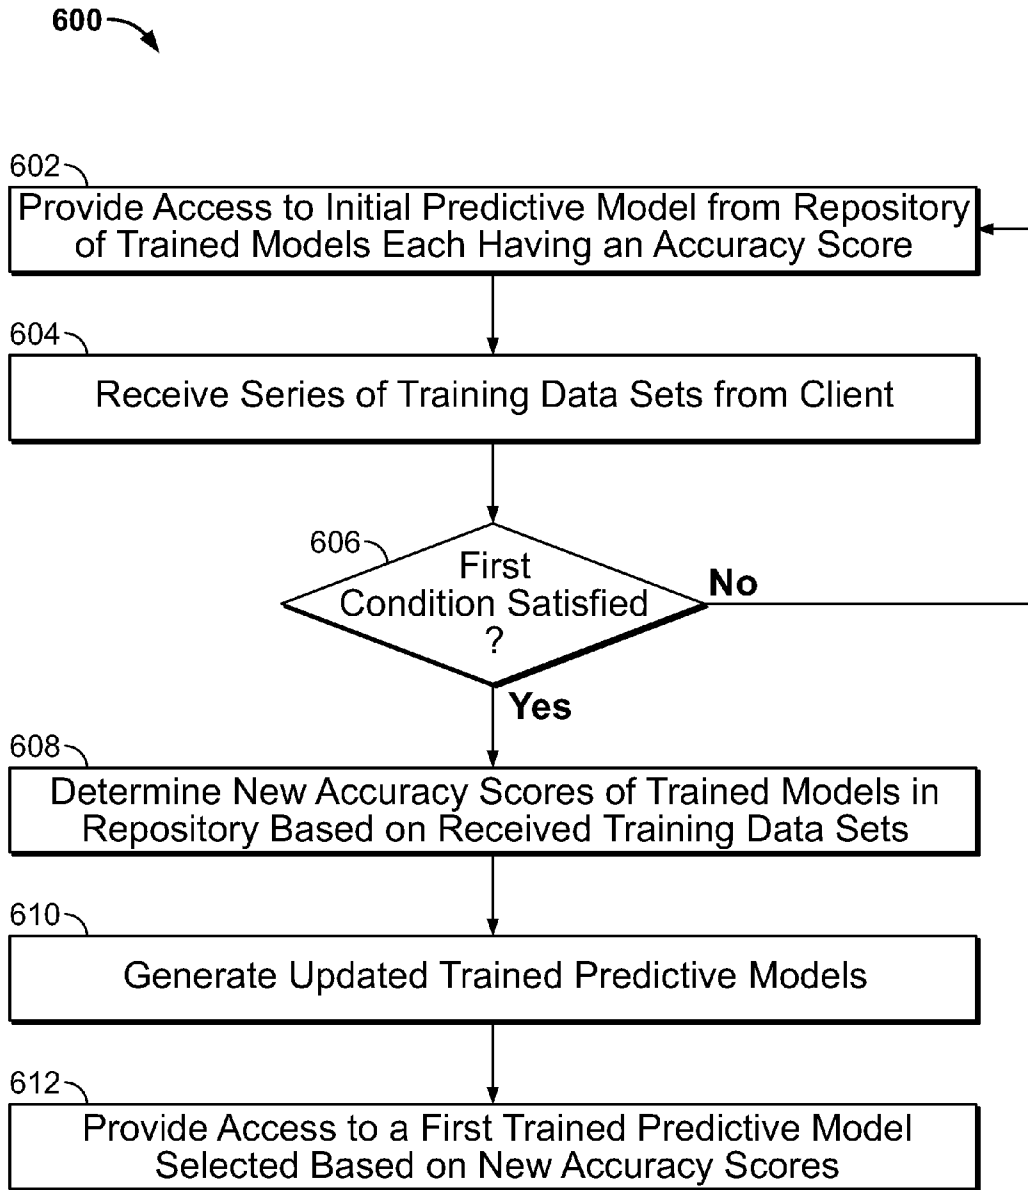 600
602
Provide Access to Initial Predictive Model from Repository
of Trained Models Each Having an Accuracy Score
604
Receive Series of Training Data Sets from Client
606
First
Condition Satisfied
?
No
Yes
608
Determine New Accuracy Scores of Trained Models in
Repository Based on Received Training Data Sets
610
Generate Updated Trained Predictive Models
612
Provide Access to a First Trained Predictive Model
Selected Based on New Accuracy Scores